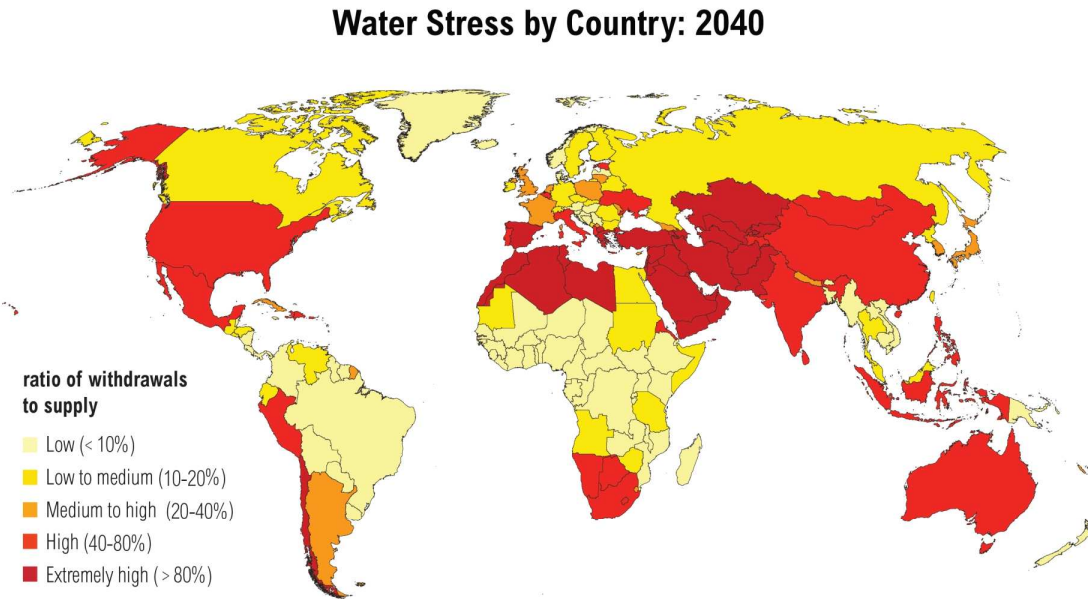 Water Stress by Country: 2040
ratio of withdrawals
to supply
Low (< 10%)
Low to medium (10-20%)
Medium to high (20-40%)
High (40-80%)
Extremely high ( > 80%)